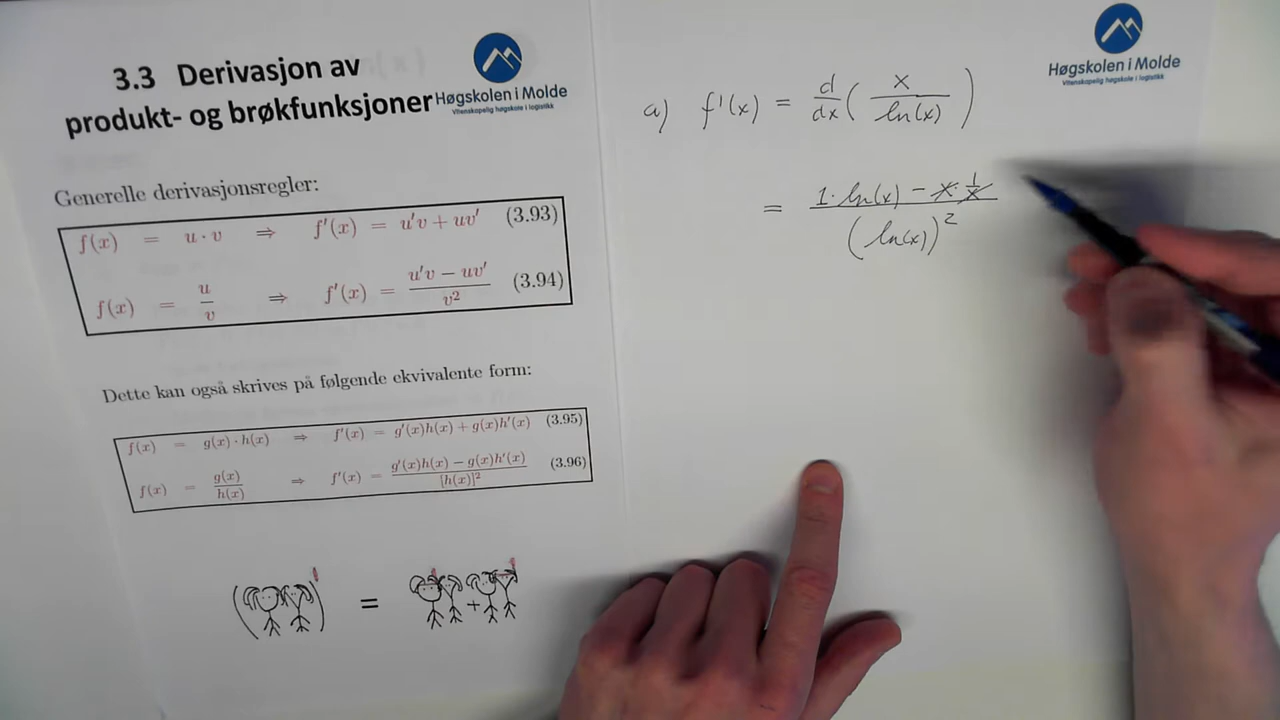 3.3 Derivasjon av
produkt- og brøkfunksjoner
Høgskolen i Molde
Vitenskapelig høgskole i logistikk
Generelle derivasjonsregler:
f(x) = u · v ⇒ f'(x) = u'v + uv' (3.93)
f(x) = u/v ⇒ f'(x) = (u'v − uv')/v² (3.94)
Dette kan også skrives på følgende ekvivalente form:
f(x) = g(x) · h(x) ⇒ f'(x) = g'(x)h(x) + g(x)h'(x) (3.95)
f(x) = g(x)/h(x) ⇒ f'(x) = (g'(x)h(x) − g(x)h'(x))/[h(x)]² (3.96)
( )' = +
Høgskolen i Molde
Vitenskapelig høgskole i logistikk
a) f'(x) = d/dx ( x/ln(x) )
= (1· ln(x) − x· 1/x)/(ln(x))²